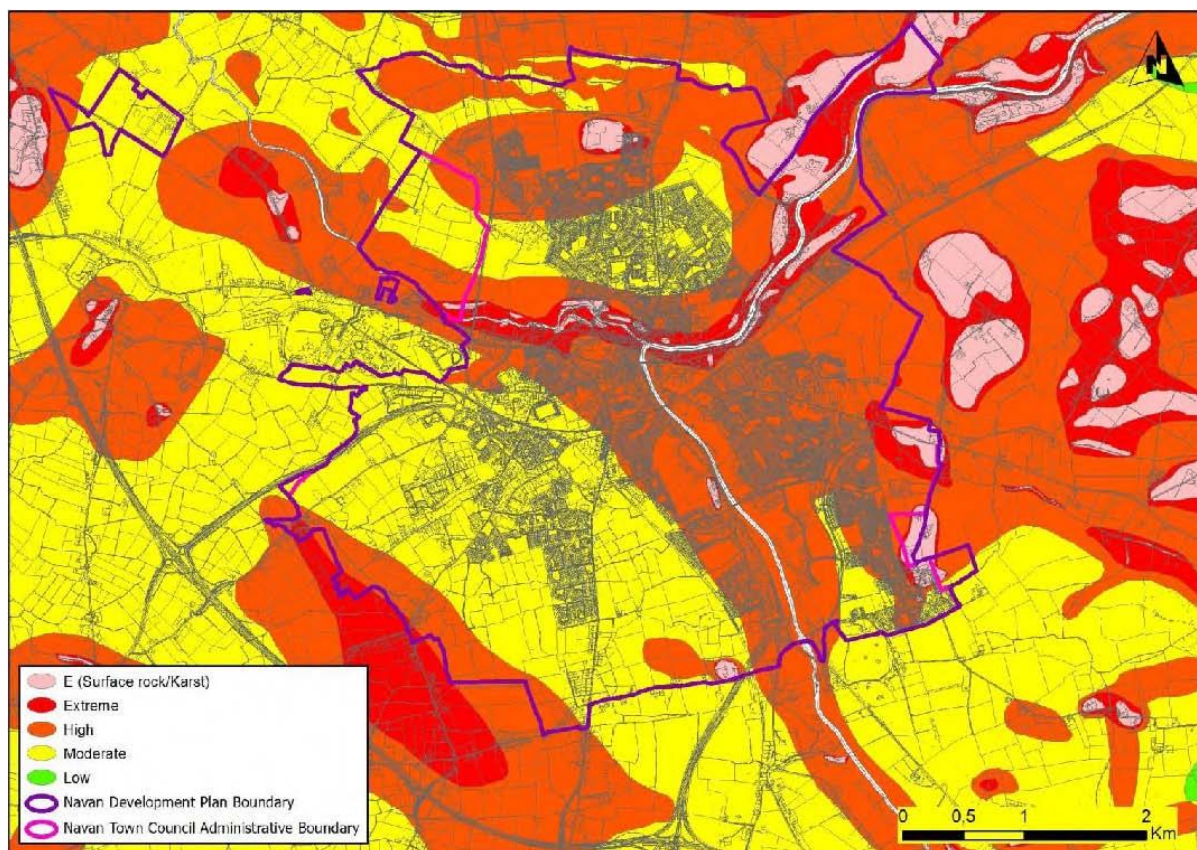 N
E (Surface rock/Karst)
Extreme
High
Moderate
Low
Navan Development Plan Boundary
Navan Town Council Administrative Boundary
0 0,5 1 2
Km